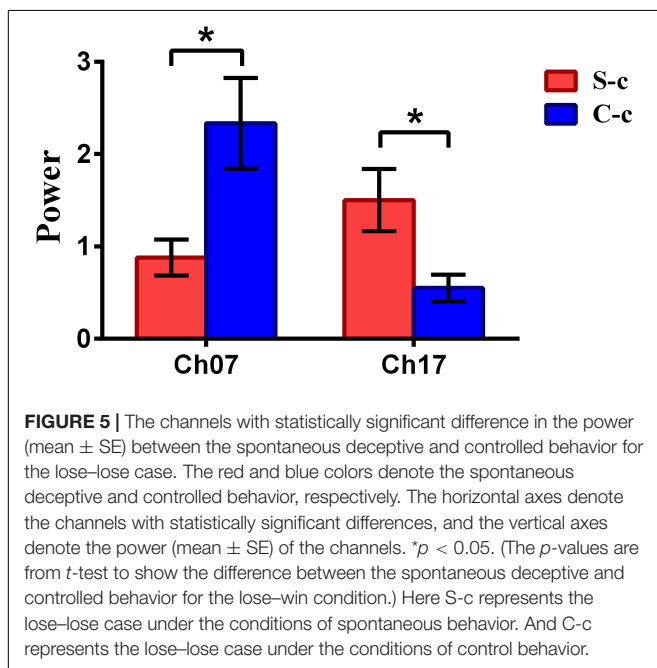 *
*
3
2
1
0
Power
S-c
C-c
Ch07
Ch17
FIGURE 5 | The channels with statistically significant difference in the power
(mean ± SE) between the spontaneous deceptive and controlled behavior for
the lose–lose case. The red and blue colors denote the spontaneous
deceptive and controlled behavior, respectively. The horizontal axes denote
the channels with statistically significant differences, and the vertical axes
denote the power (mean ± SE) of the channels. *p < 0.05. (The p-values are
from t-test to show the difference between the spontaneous deceptive and
controlled behavior for the lose–win condition.) Here S-c represents the
lose–lose case under the conditions of spontaneous behavior. And C-c
represents the lose–lose case under the conditions of control behavior.